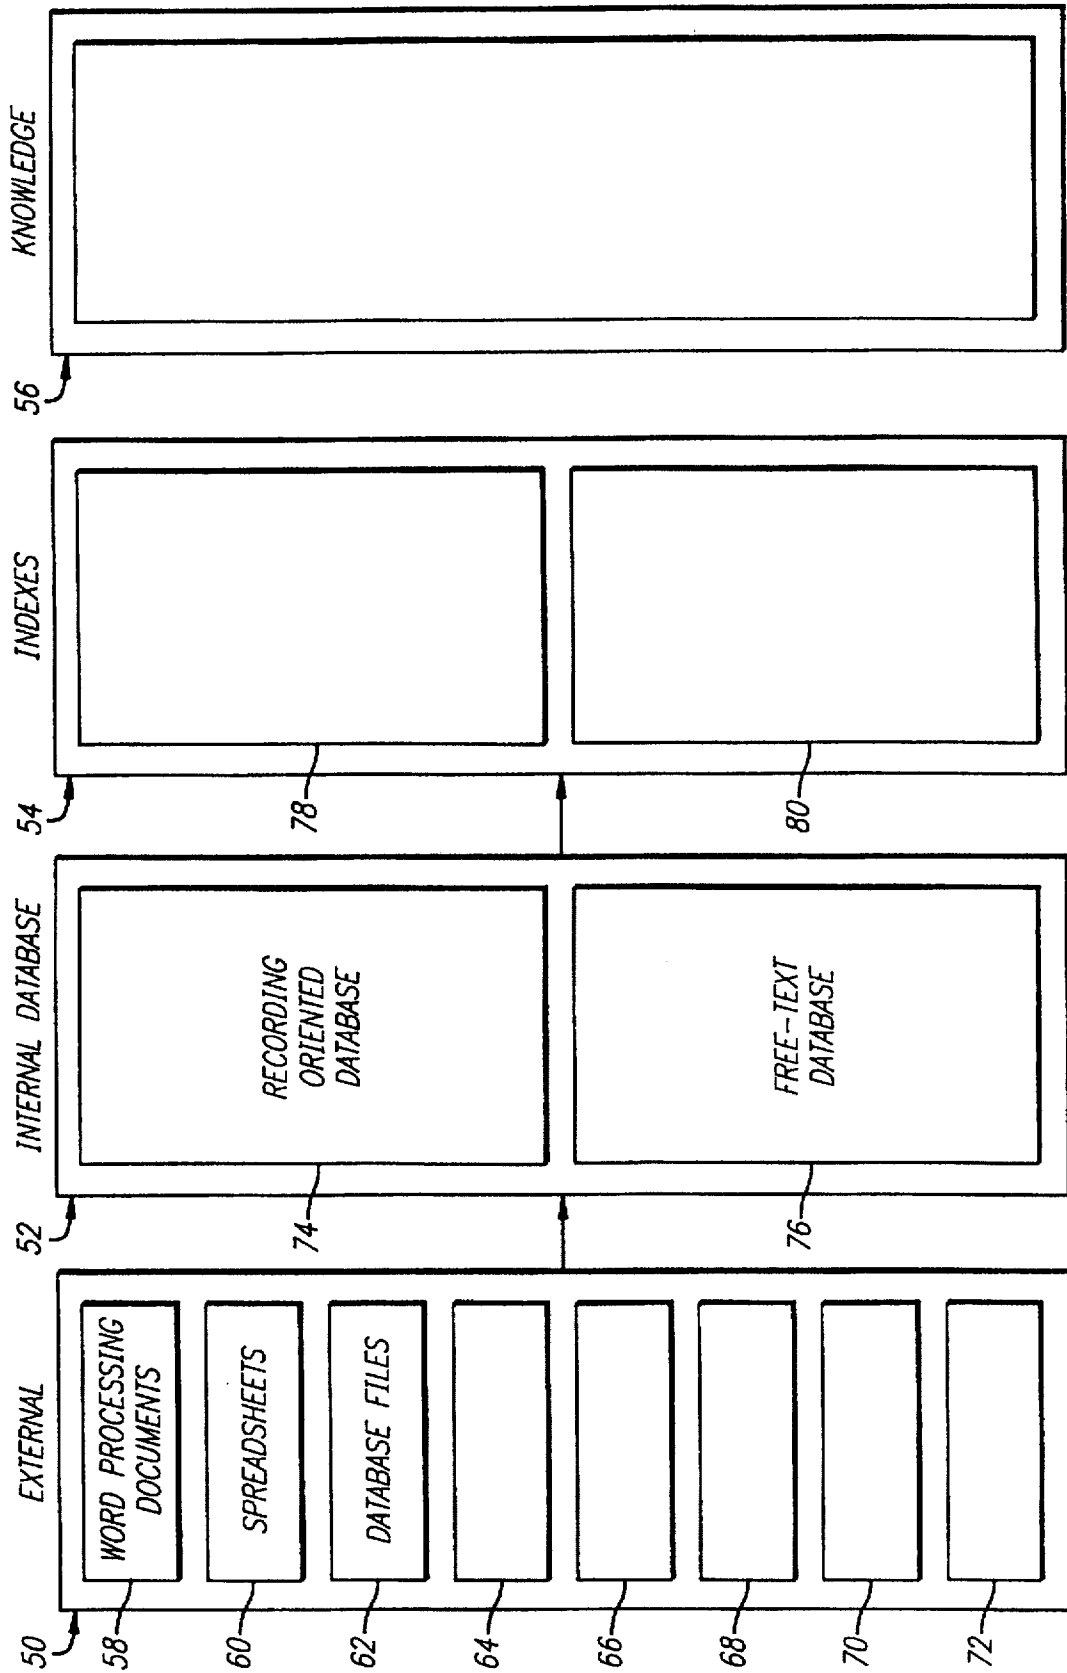 EXTERNAL
50
WORD PROCESSING
DOCUMENTS
58
SPREADSHEETS
60
DATABASE FILES
62
64
66
68
70
72
INTERNAL DATABASE
52
RECORDING
ORIENTED
DATABASE
74
FREE-TEXT
DATABASE
76
INDEXES
54
78
80
KNOWLEDGE
56